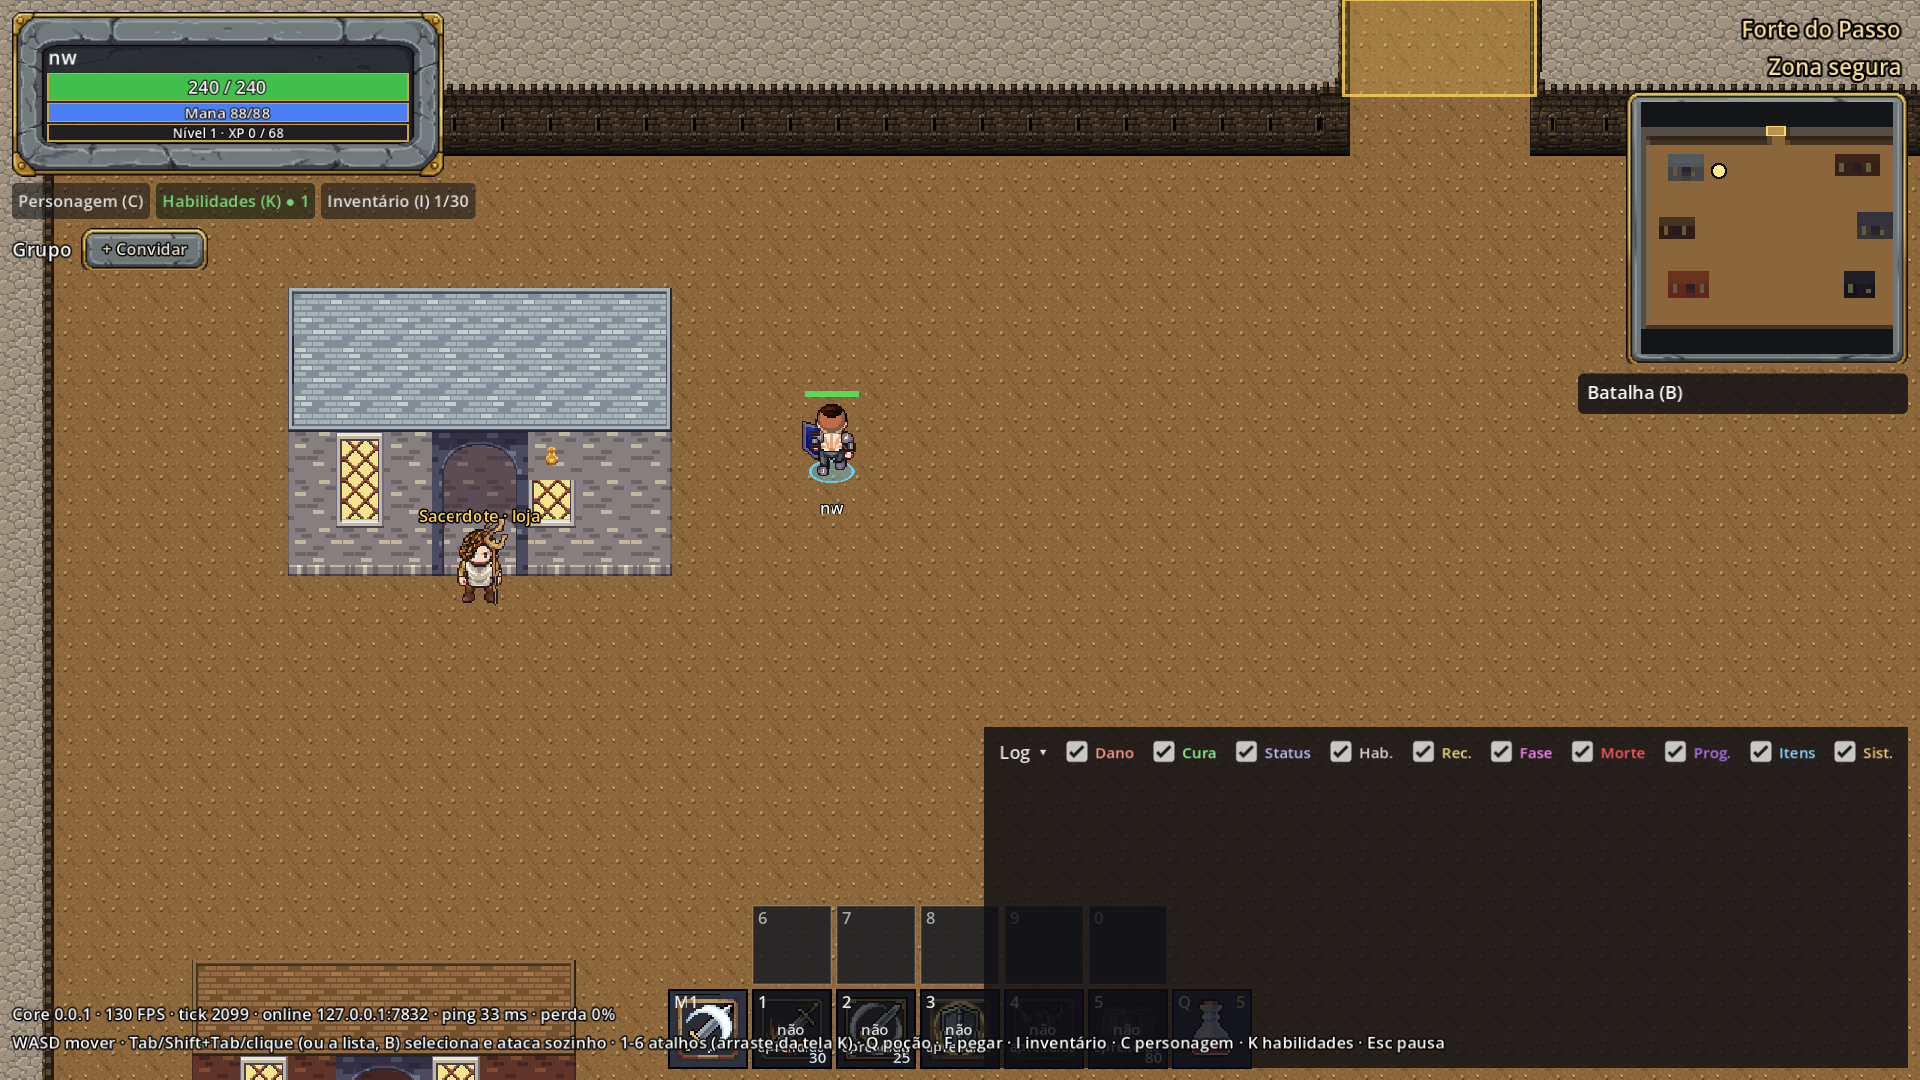 nw
240 / 240
Mana 88/88
Nível 1 · XP 0 / 68
Forte do Passo
Zona segura
Personagem (C) Habilidades (K) ● 1 Inventário (I) 1/30
Grupo + Convidar
Batalha (B)
nw
Sacerdote · loja
Log ▾ Dano Cura Status Hab. Rec. Fase Morte Prog. Itens Sist.
6 7 8 9 0
M1 1 2 3 4 5 Q 5
não não não não não
30 25 80
Core 0.0.1 · 130 FPS · tick 2099 · online 127.0.0.1:7832 · ping 33 ms · perda 0%
WASD mover · Tab/Shift+Tab/clique (ou a lista, B) seleciona e ataca sozinho · 1-6 atalhos (arraste da tela K) · Q poção · F pegar · I inventário · C personagem · K habilidades · Esc pausa